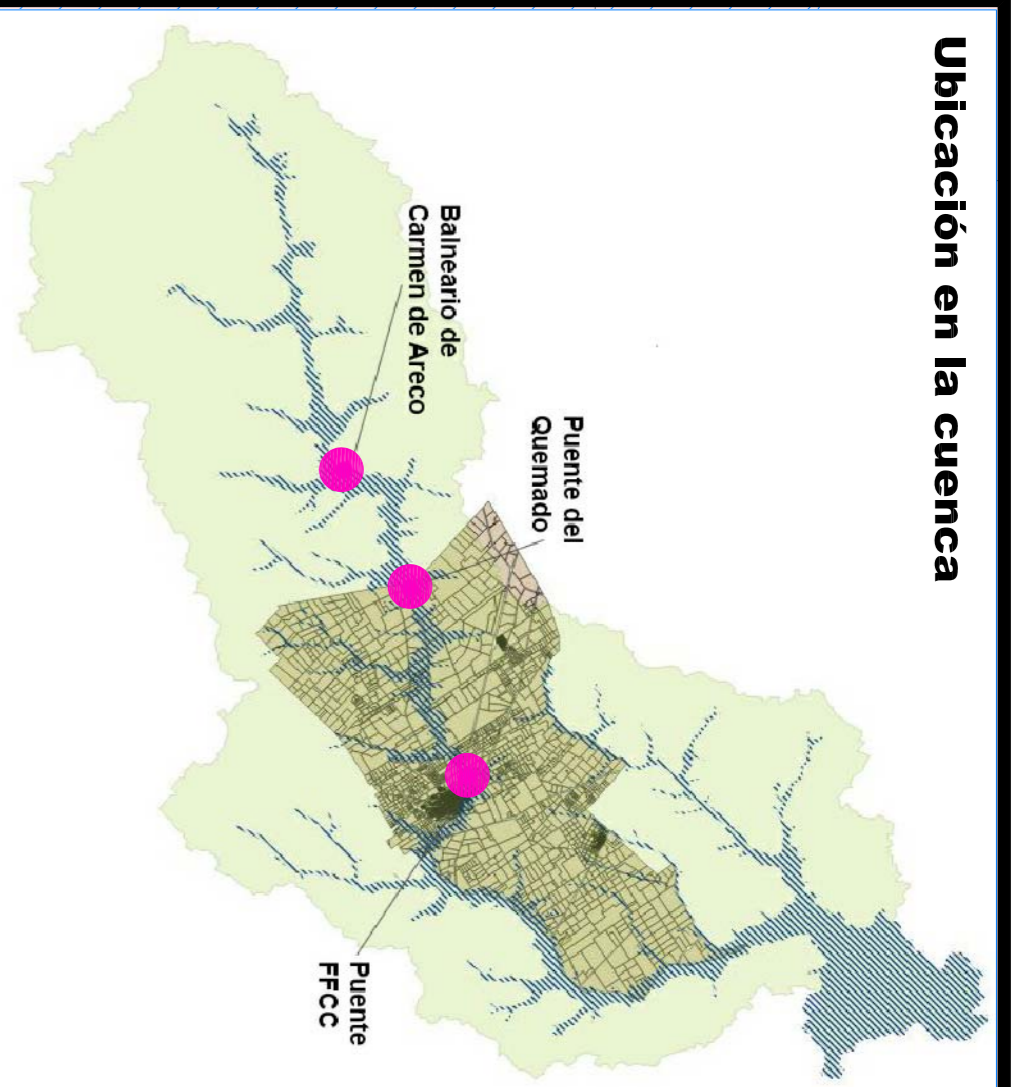 Ubicación en la cuenca
Balneario de
Carmen de Areco
Puente del
Quemado
Puente
FFCC